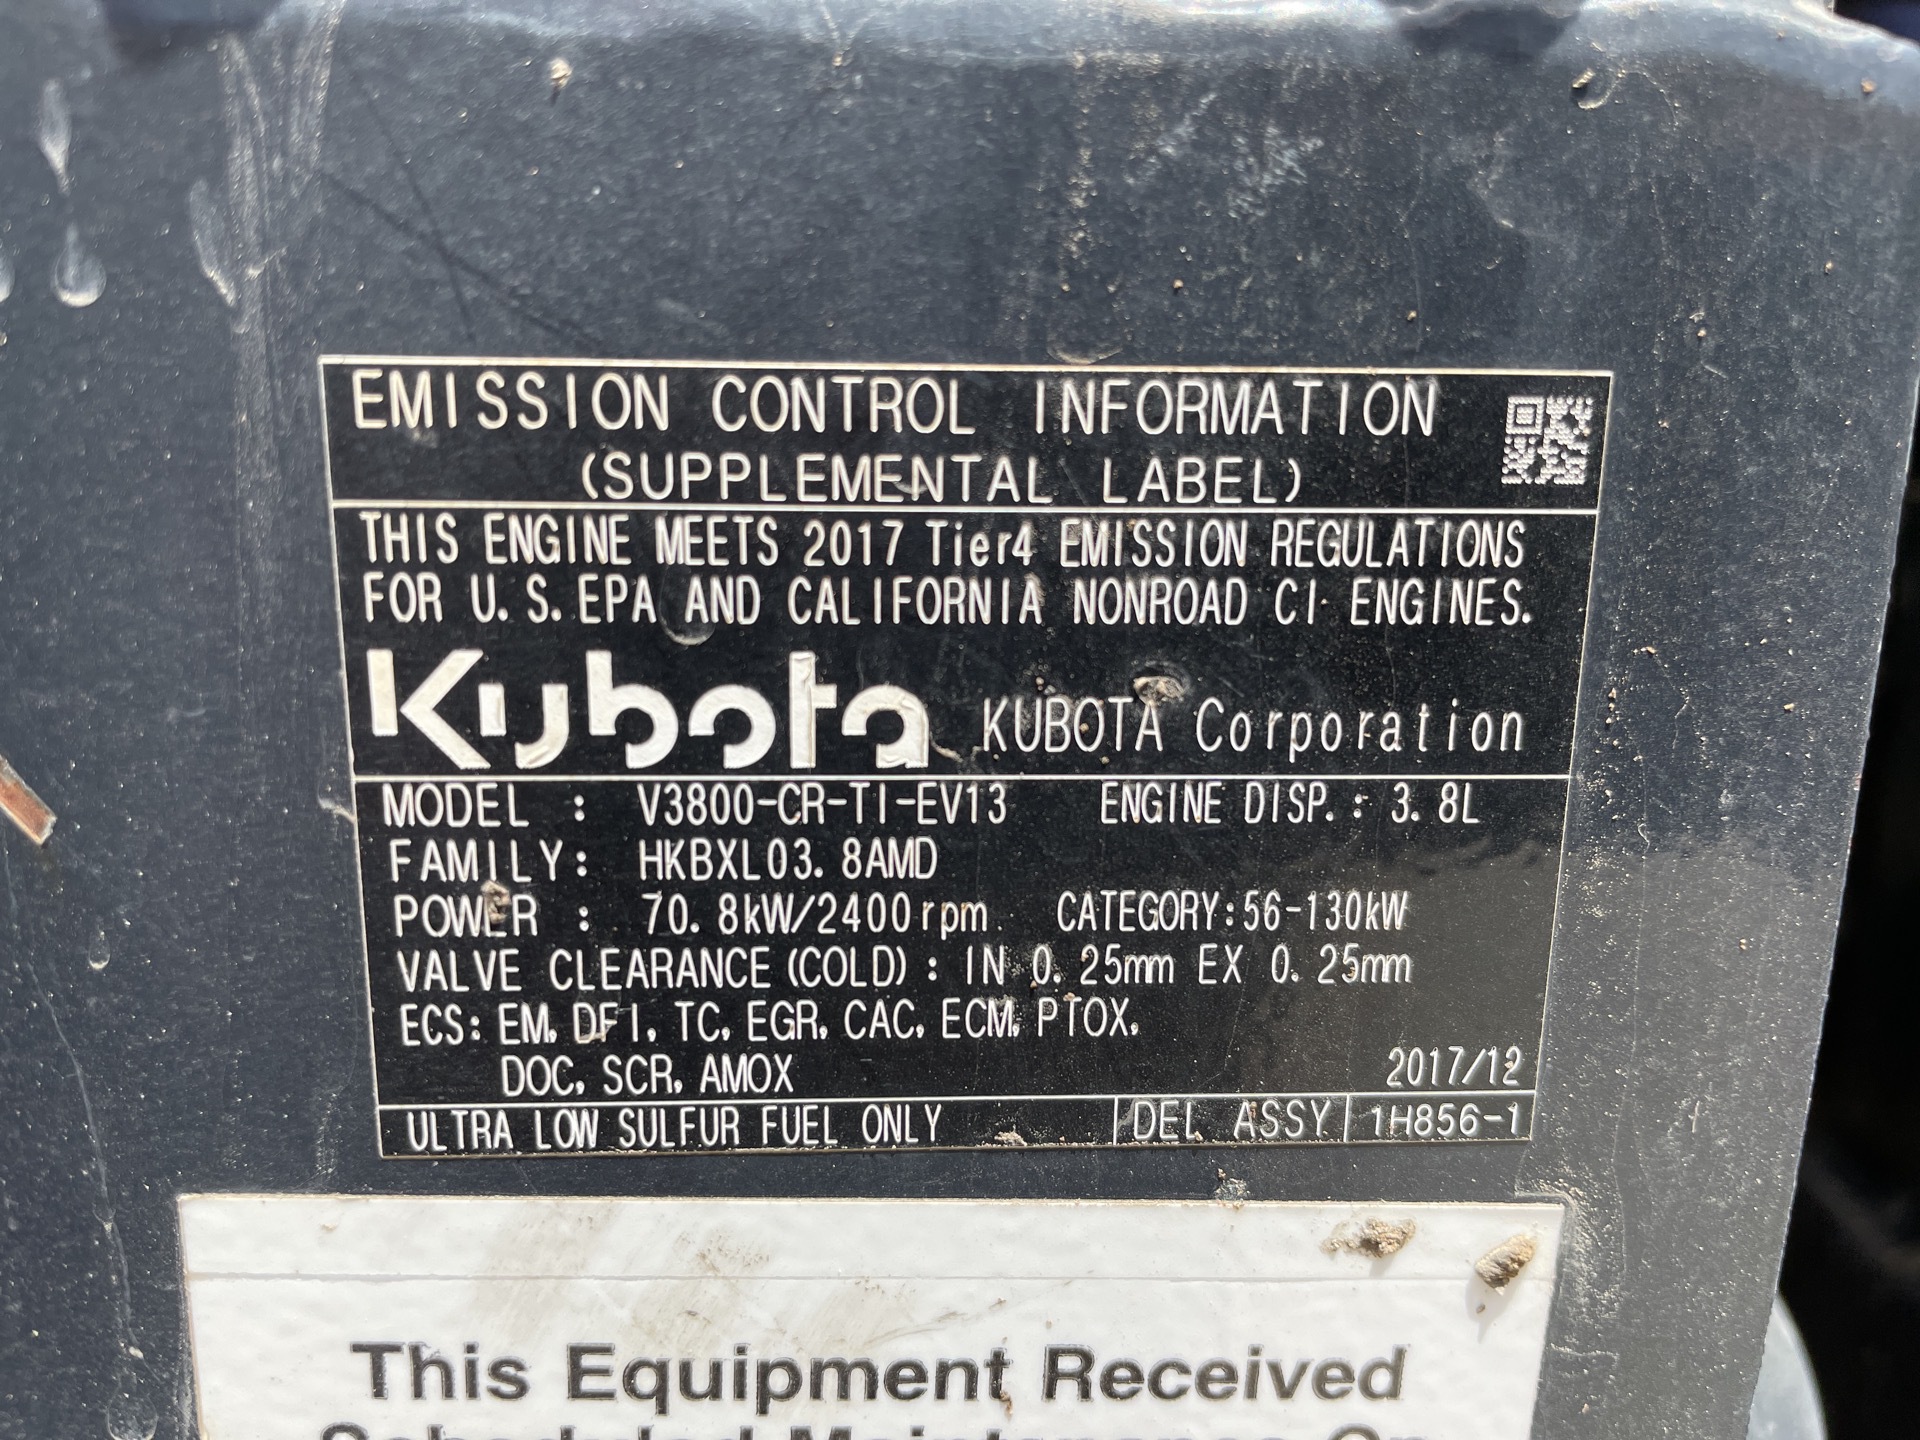 EMISSION CONTROL INFORMATION
(SUPPLEMENTAL LABEL)
THIS ENGINE MEETS 2017 Tier4 EMISSION REGULATIONS
FOR U.S.EPA AND CALIFORNIA NONROAD CI ENGINES.
Kubota KUBOTA Corporation
MODEL : V3800-CR-TI-EV13 ENGINE DISP.: 3.8L
FAMILY: HKBXL03.8AMD
POWER : 70.8kW/2400rpm CATEGORY:56-130kW
VALVE CLEARANCE(COLD): IN 0.25mm EX 0.25mm
ECS: EM, DFI, TC, EGR, CAC, ECM, PTOX,
DOC, SCR, AMOX 2017/12
ULTRA LOW SULFUR FUEL ONLY DEL ASSY 1H856-1
This Equipment Received
Scheduled Maintenance On